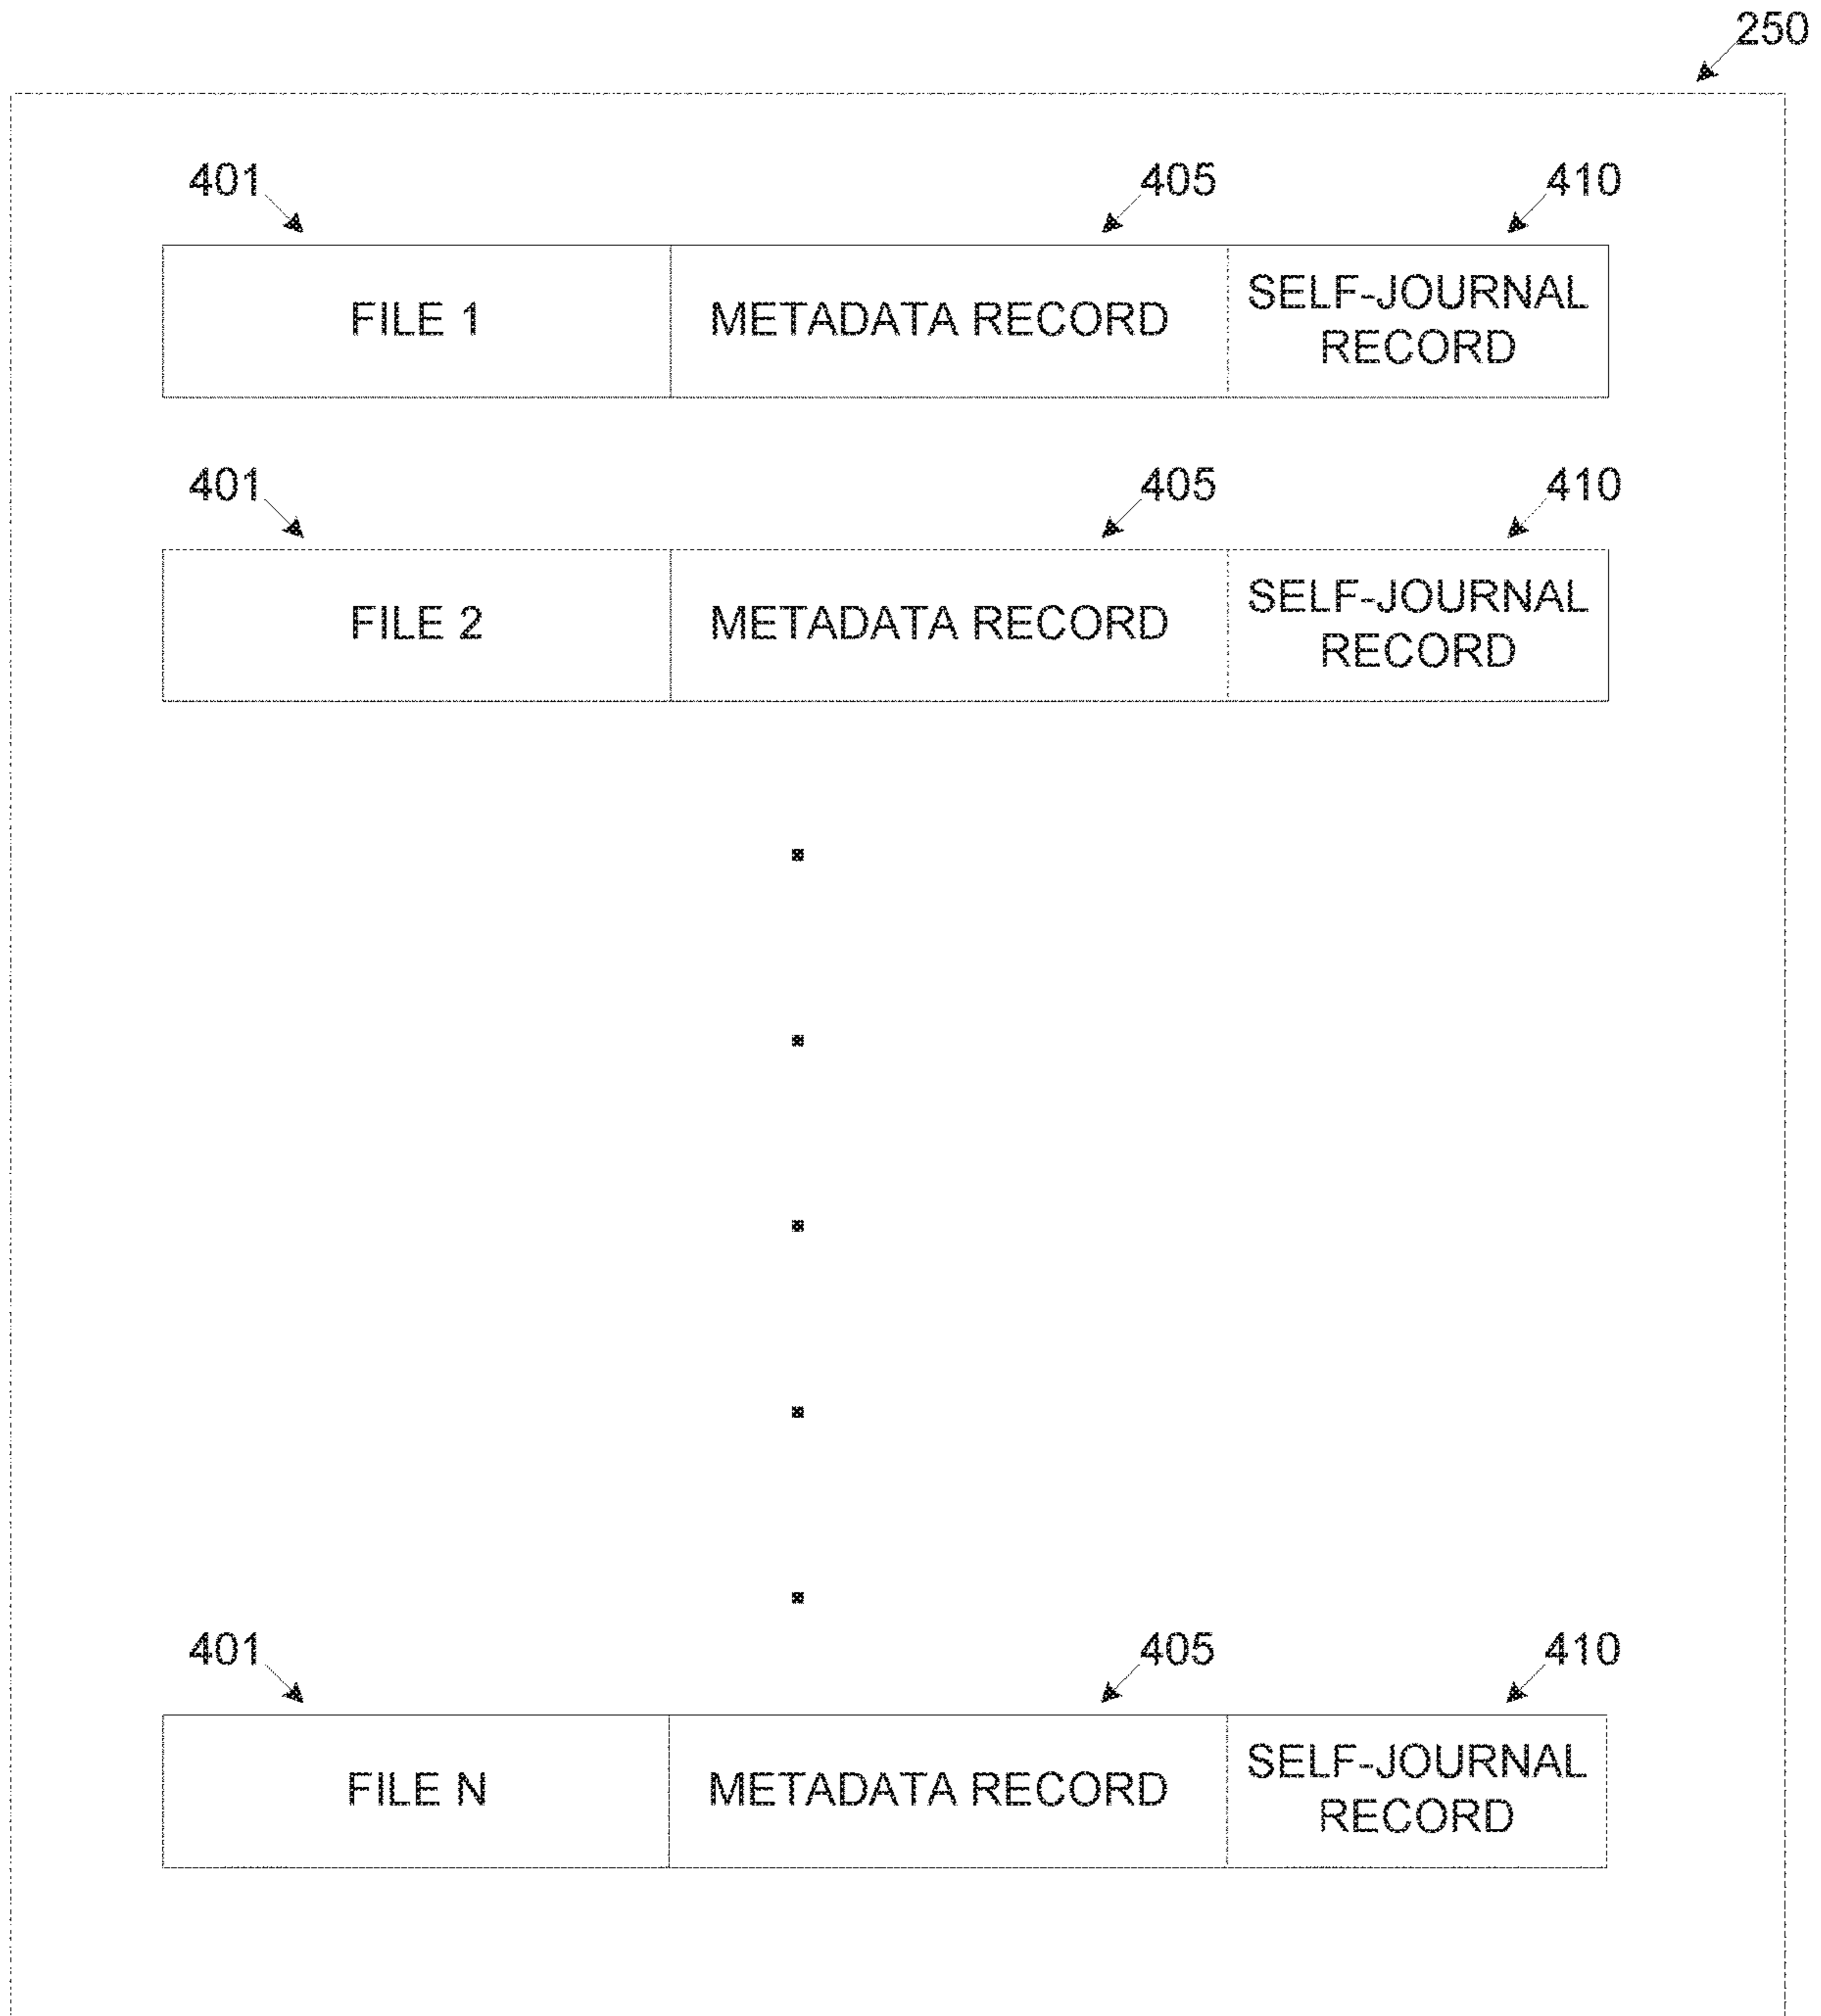 250
401 405 410
FILE 1 METADATA RECORD SELF-JOURNAL
RECORD
401 405 410
FILE 2 METADATA RECORD SELF-JOURNAL
RECORD
401 405 410
FILE N METADATA RECORD SELF-JOURNAL
RECORD